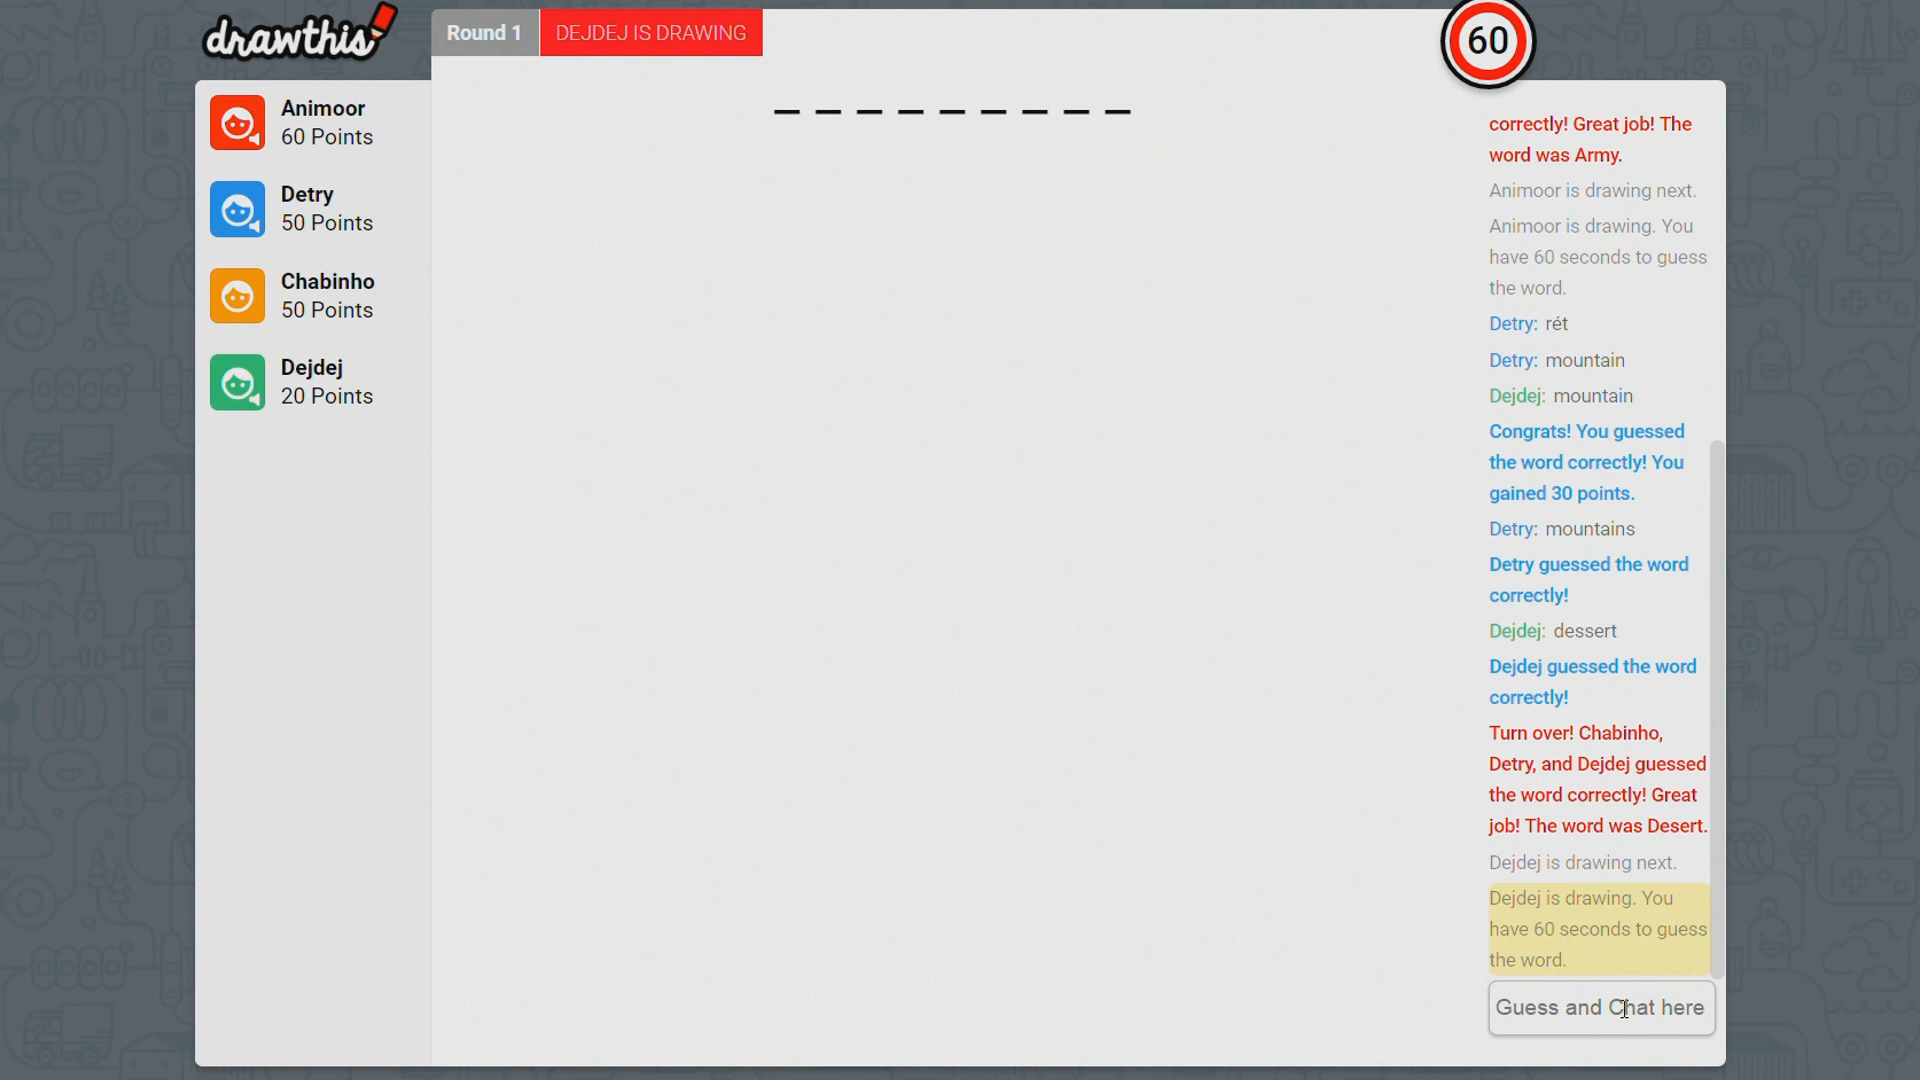 drawthis
Round 1
DEJDEJ IS DRAWING
60
Animoor
60 Points
Detry
50 Points
Chabinho
50 Points
Dejdej
20 Points
_ _ _ _ _ _ _ _ _
correctly! Great job! The
word was Army.
Animoor is drawing next.
Animoor is drawing. You
have 60 seconds to guess
the word.
Detry: rét
Detry: mountain
Dejdej: mountain
Congrats! You guessed
the word correctly! You
gained 30 points.
Detry: mountains
Detry guessed the word
correctly!
Dejdej: dessert
Dejdej guessed the word
correctly!
Turn over! Chabinho,
Detry, and Dejdej guessed
the word correctly! Great
job! The word was Desert.
Dejdej is drawing next.
Dejdej is drawing. You
have 60 seconds to guess
the word.
Guess and Chat here